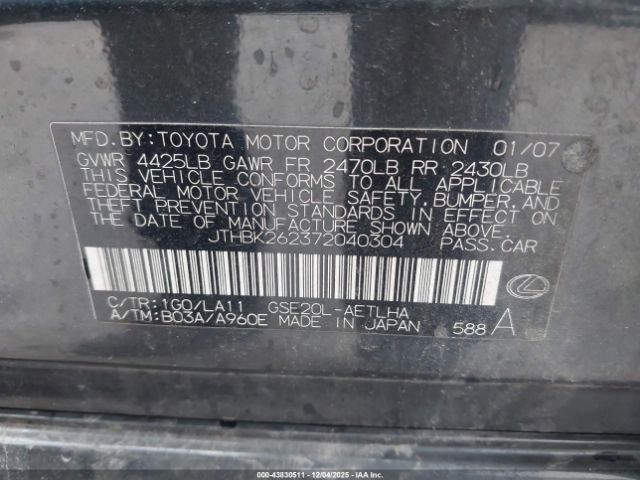 MFD.BY:TOYOTA MOTOR CORPORATION 01/07
GVWR 4425LB GAWR FR 2470LB RR 2430LB
THIS VEHICLE CONFORMS TO ALL APPLICABLE
FEDERAL MOTOR VEHICLE SAFETY,BUMPER,AND
THEFT PREVENTION STANDARDS IN EFFECT ON
THE DATE OF MANUFACTURE SHOWN ABOVE.
JTHBK262372040304 PASS.CAR
C/TR:1G0/LA11 GSE20L-AETLHA
A/TM:B03A/A960E MADE IN JAPAN 588 A
000-43830511 - 12/04/2025 - IAA Holdings, LLC.